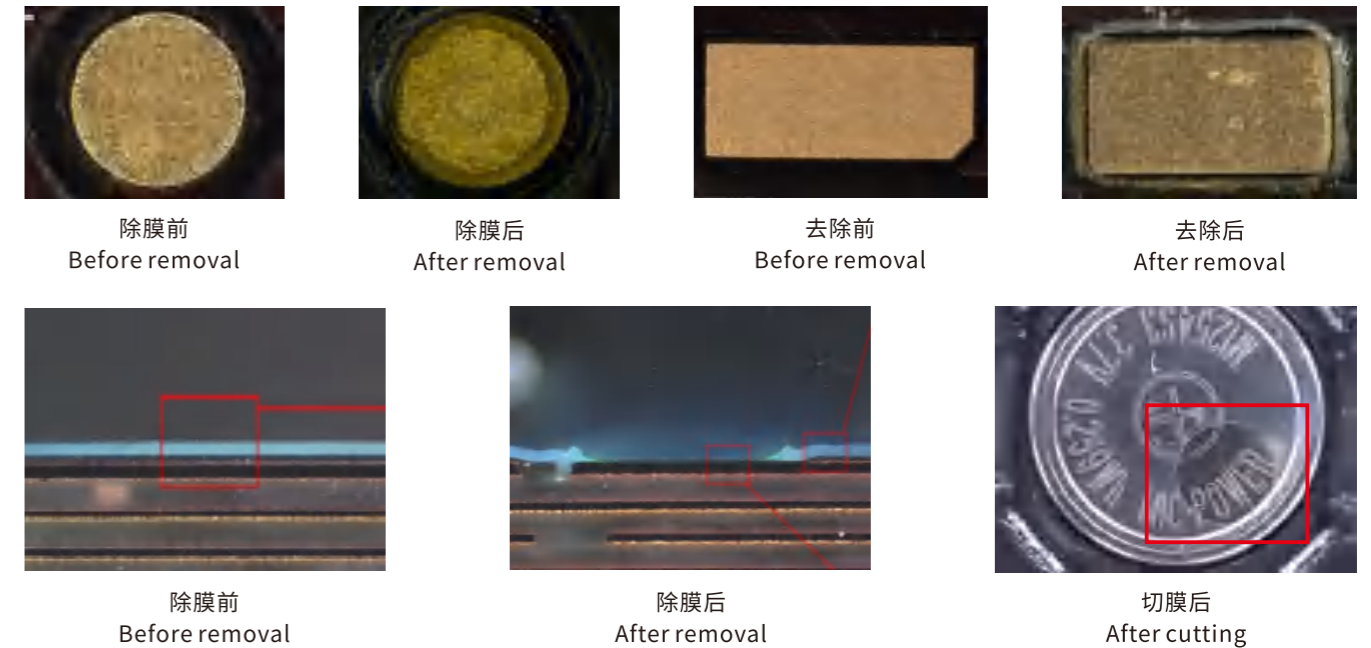 除膜前
Before removal
除膜后
After removal
去除前
Before removal
去除后
After removal
除膜前
Before removal
除膜后
After removal
切膜后
After cutting
POWER